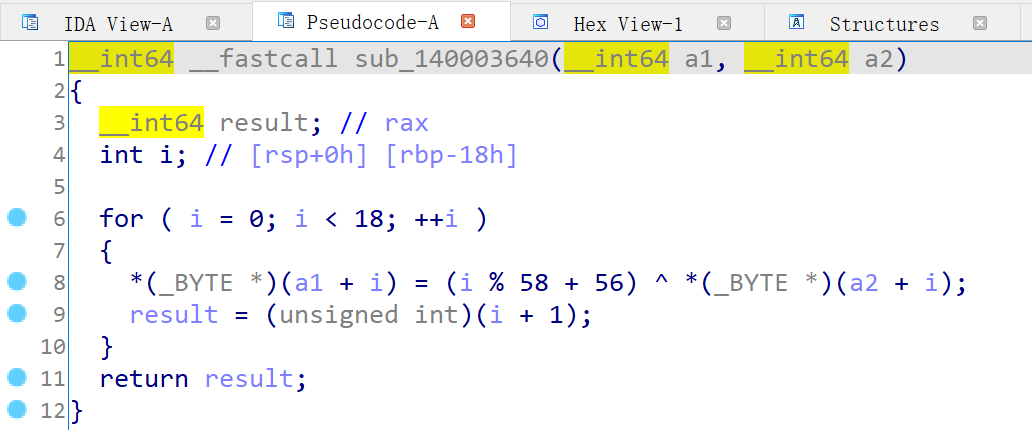 IDA View-A Pseudocode-A Hex View-1 Structures
1 __int64 __fastcall sub_140003640(__int64 a1, __int64 a2)
2 {
3   __int64 result; // rax
4   int i; // [rsp+0h] [rbp-18h]
5
6   for ( i = 0; i < 18; ++i )
7   {
8     *(_BYTE *)(a1 + i) = (i % 58 + 56) ^ *(_BYTE *)(a2 + i);
9     result = (unsigned int)(i + 1);
10   }
11   return result;
12 }